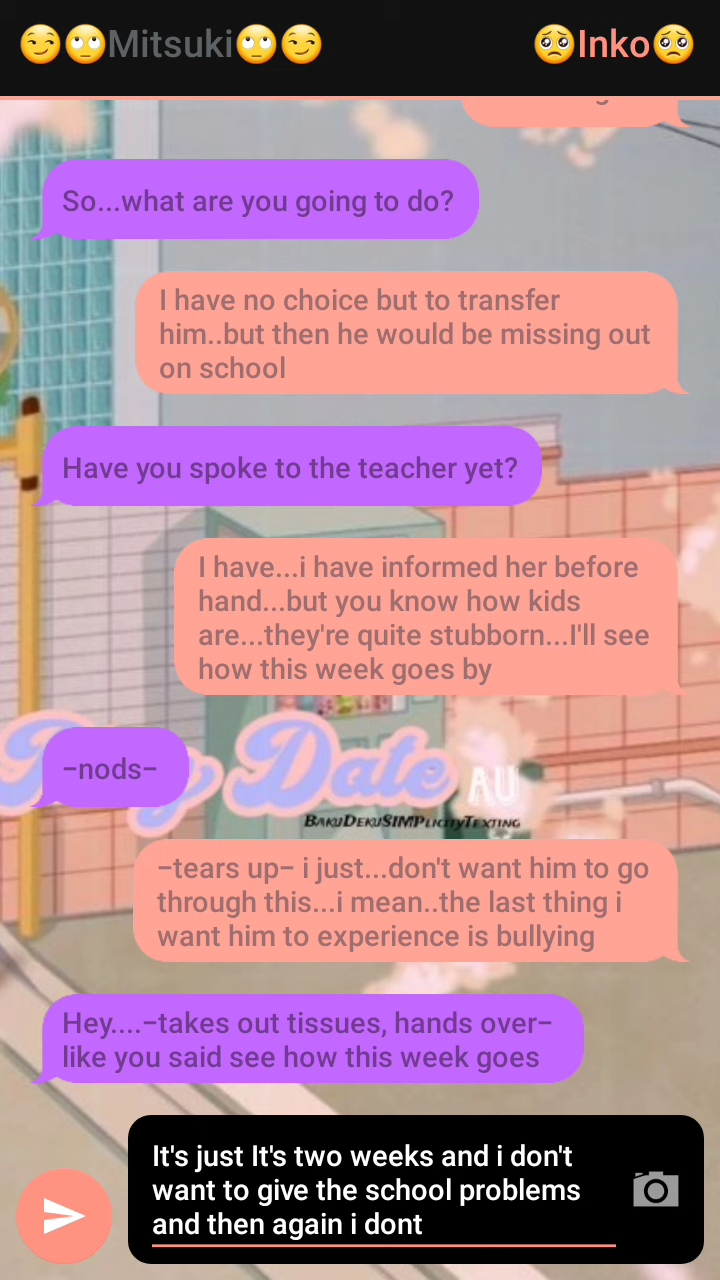 😏🙄Mitsuki🙄😏
🥺Inko🥺
So...what are you going to do?
I have no choice but to transfer
him..but then he would be missing out
on school
Have you spoke to the teacher yet?
I have...i have informed her before
hand...but you know how kids
are...they're quite stubborn...I'll see
how this week goes by
–nods–
Date AU
BAKUDEKUSIMPLICITYTEXTING
–tears up– i just...don't want him to go
through this...i mean..the last thing i
want him to experience is bullying
Hey....–takes out tissues, hands over–
like you said see how this week goes
It's just It's two weeks and i don't
want to give the school problems
and then again i dont